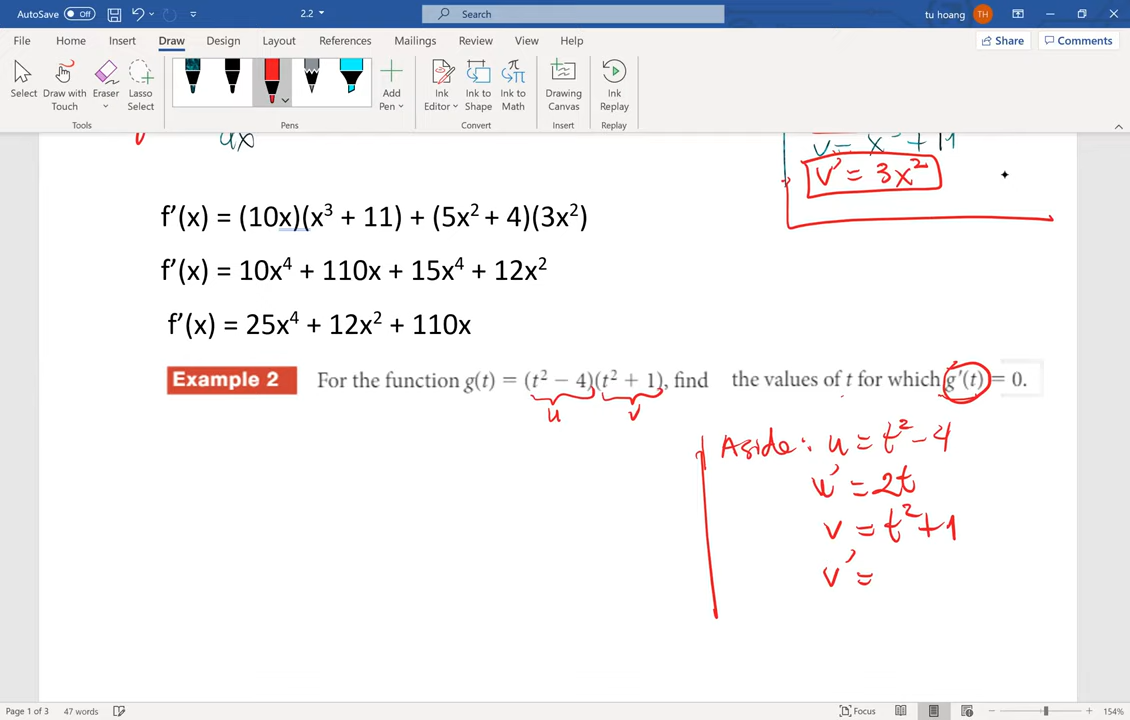 AutoSave Off 2.2 Search tu hoang TH
File Home Insert Draw Design Layout References Mailings Review View Help Share Comments
Select Draw with Touch Eraser Lasso Select Add Pen Ink Editor Ink to Shape Ink to Math Drawing Canvas Ink Replay
Tools Pens Convert Insert Replay
dx
v = x³ + 11
v' = 3x²
f’(x) = (10x)(x³ + 11) + (5x² + 4)(3x²)
f’(x) = 10x⁴ + 110x + 15x⁴ + 12x²
f’(x) = 25x⁴ + 12x² + 110x
Example 2 For the function g(t) = (t² − 4)(t² + 1), find the values of t for which g′(t) = 0.
u v
Aside: u = t² - 4
u' = 2t
v = t² + 1
v' =
Page 1 of 3 47 words Focus 154%